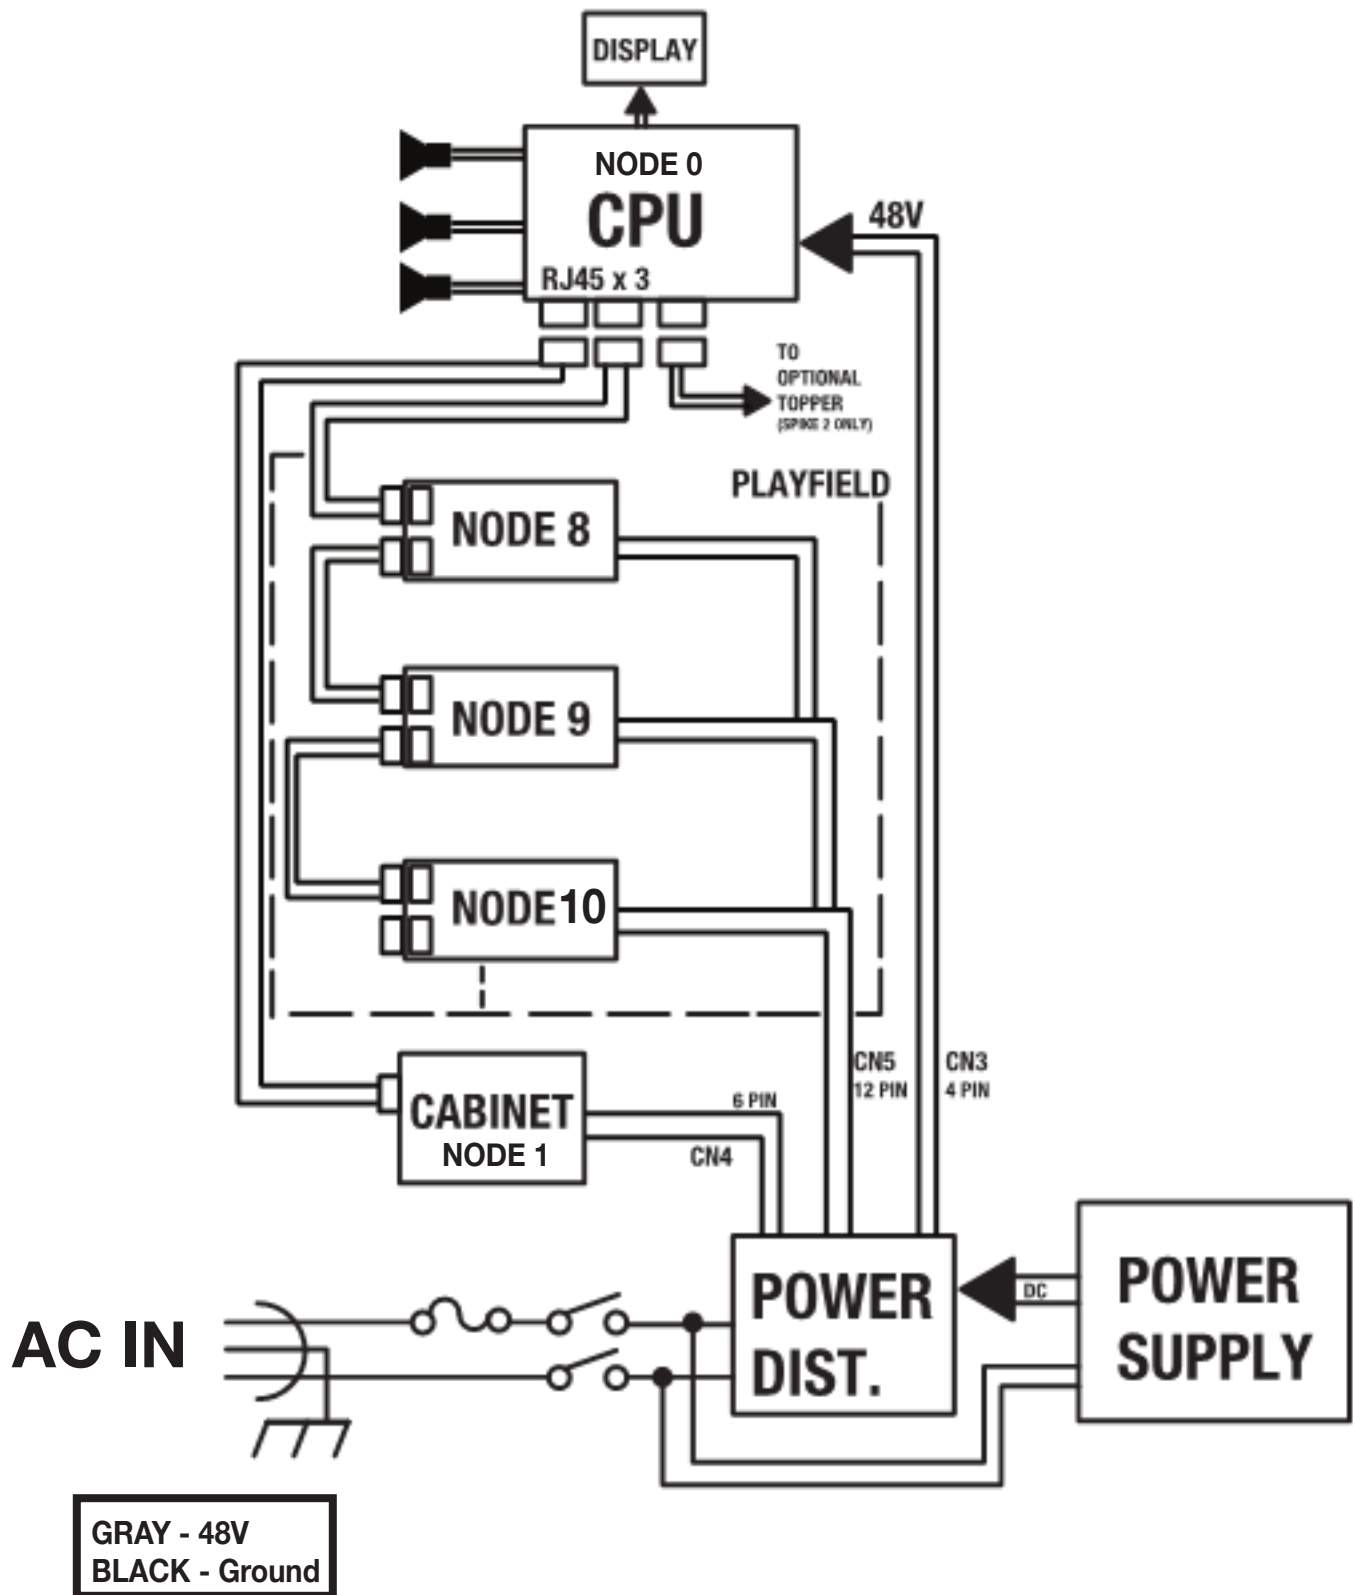 DISPLAY
NODE 0
CPU
48V
RJ45 x 3
TO
OPTIONAL
TOPPER
(SPIKE 2 ONLY)
PLAYFIELD
NODE 8
NODE 9
NODE 10
CN5
12 PIN
CN3
4 PIN
6 PIN
CN4
CABINET
NODE 1
POWER
DIST.
DC
POWER
SUPPLY
AC IN
GRAY - 48V
BLACK - Ground